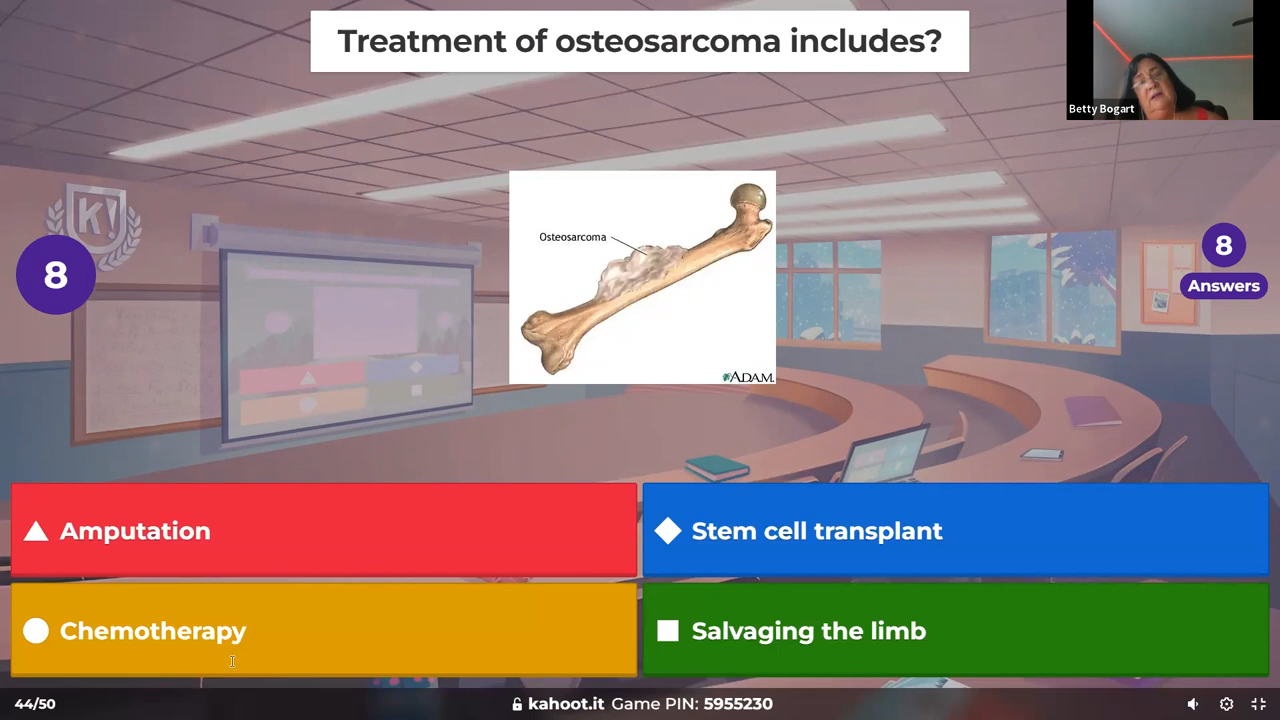 Treatment of osteosarcoma includes?
Betty Bogart
K!
Osteosarcoma
ADAM.
8
8
Answers
Amputation
Stem cell transplant
Chemotherapy
Salvaging the limb
44/50
kahoot.it Game PIN: 5955230